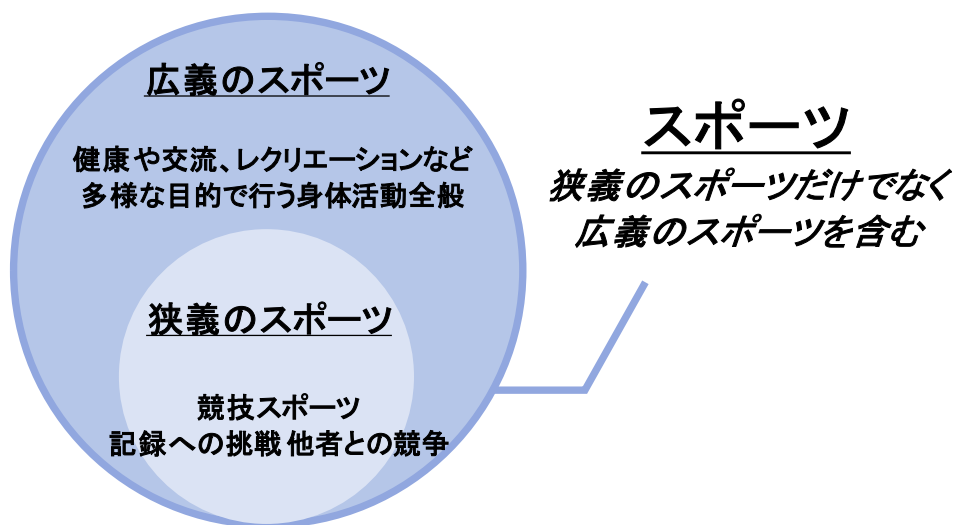 広義のスポーツ
健康や交流、レクリエーションなど
多様な目的で行う身体活動全般
狭義のスポーツ
競技スポーツ
記録への挑戦 他者との競争
スポーツ
狭義のスポーツだけでなく
広義のスポーツを含む